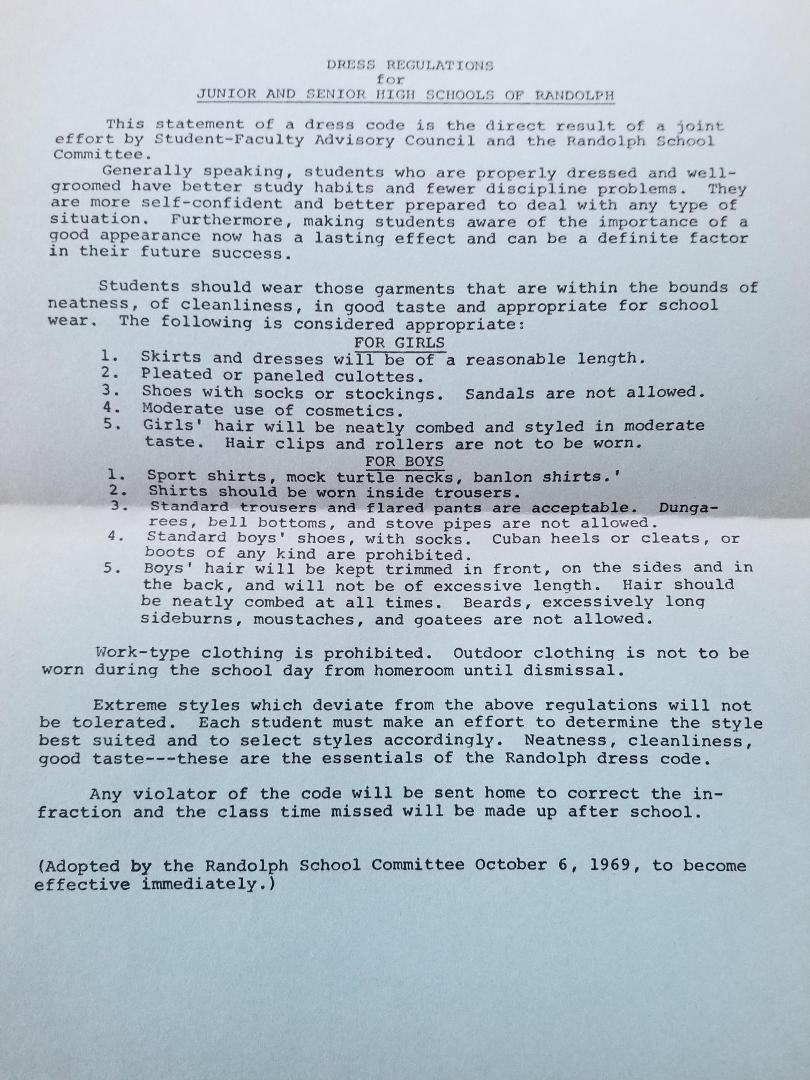 DRESS REGULATIONS
for
JUNIOR AND SENIOR HIGH SCHOOLS OF RANDOLPH
This statement of a dress code is the direct result of a joint
effort by Student-Faculty Advisory Council and the Randolph School
Committee.
Generally speaking, students who are properly dressed and well-
groomed have better study habits and fewer discipline problems. They
are more self-confident and better prepared to deal with any type of
situation. Furthermore, making students aware of the importance of a
good appearance now has a lasting effect and can be a definite factor
in their future success.
Students should wear those garments that are within the bounds of
neatness, of cleanliness, in good taste and appropriate for school
wear. The following is considered appropriate:
FOR GIRLS
1. Skirts and dresses will be of a reasonable length.
2. Pleated or paneled culottes.
3. Shoes with socks or stockings. Sandals are not allowed.
4. Moderate use of cosmetics.
5. Girls' hair will be neatly combed and styled in moderate
taste. Hair clips and rollers are not to be worn.
FOR BOYS
1. Sport shirts, mock turtle necks, banlon shirts.'
2. Shirts should be worn inside trousers.
3. Standard trousers and flared pants are acceptable. Dunga-
rees, bell bottoms, and stove pipes are not allowed.
4. Standard boys' shoes, with socks. Cuban heels or cleats, or
boots of any kind are prohibited.
5. Boys' hair will be kept trimmed in front, on the sides and in
the back, and will not be of excessive length. Hair should
be neatly combed at all times. Beards, excessively long
sideburns, moustaches, and goatees are not allowed.
Work-type clothing is prohibited. Outdoor clothing is not to be
worn during the school day from homeroom until dismissal.
Extreme styles which deviate from the above regulations will not
be tolerated. Each student must make an effort to determine the style
best suited and to select styles accordingly. Neatness, cleanliness,
good taste---these are the essentials of the Randolph dress code.
Any violator of the code will be sent home to correct the in-
fraction and the class time missed will be made up after school.
(Adopted by the Randolph School Committee October 6, 1969, to become
effective immediately.)